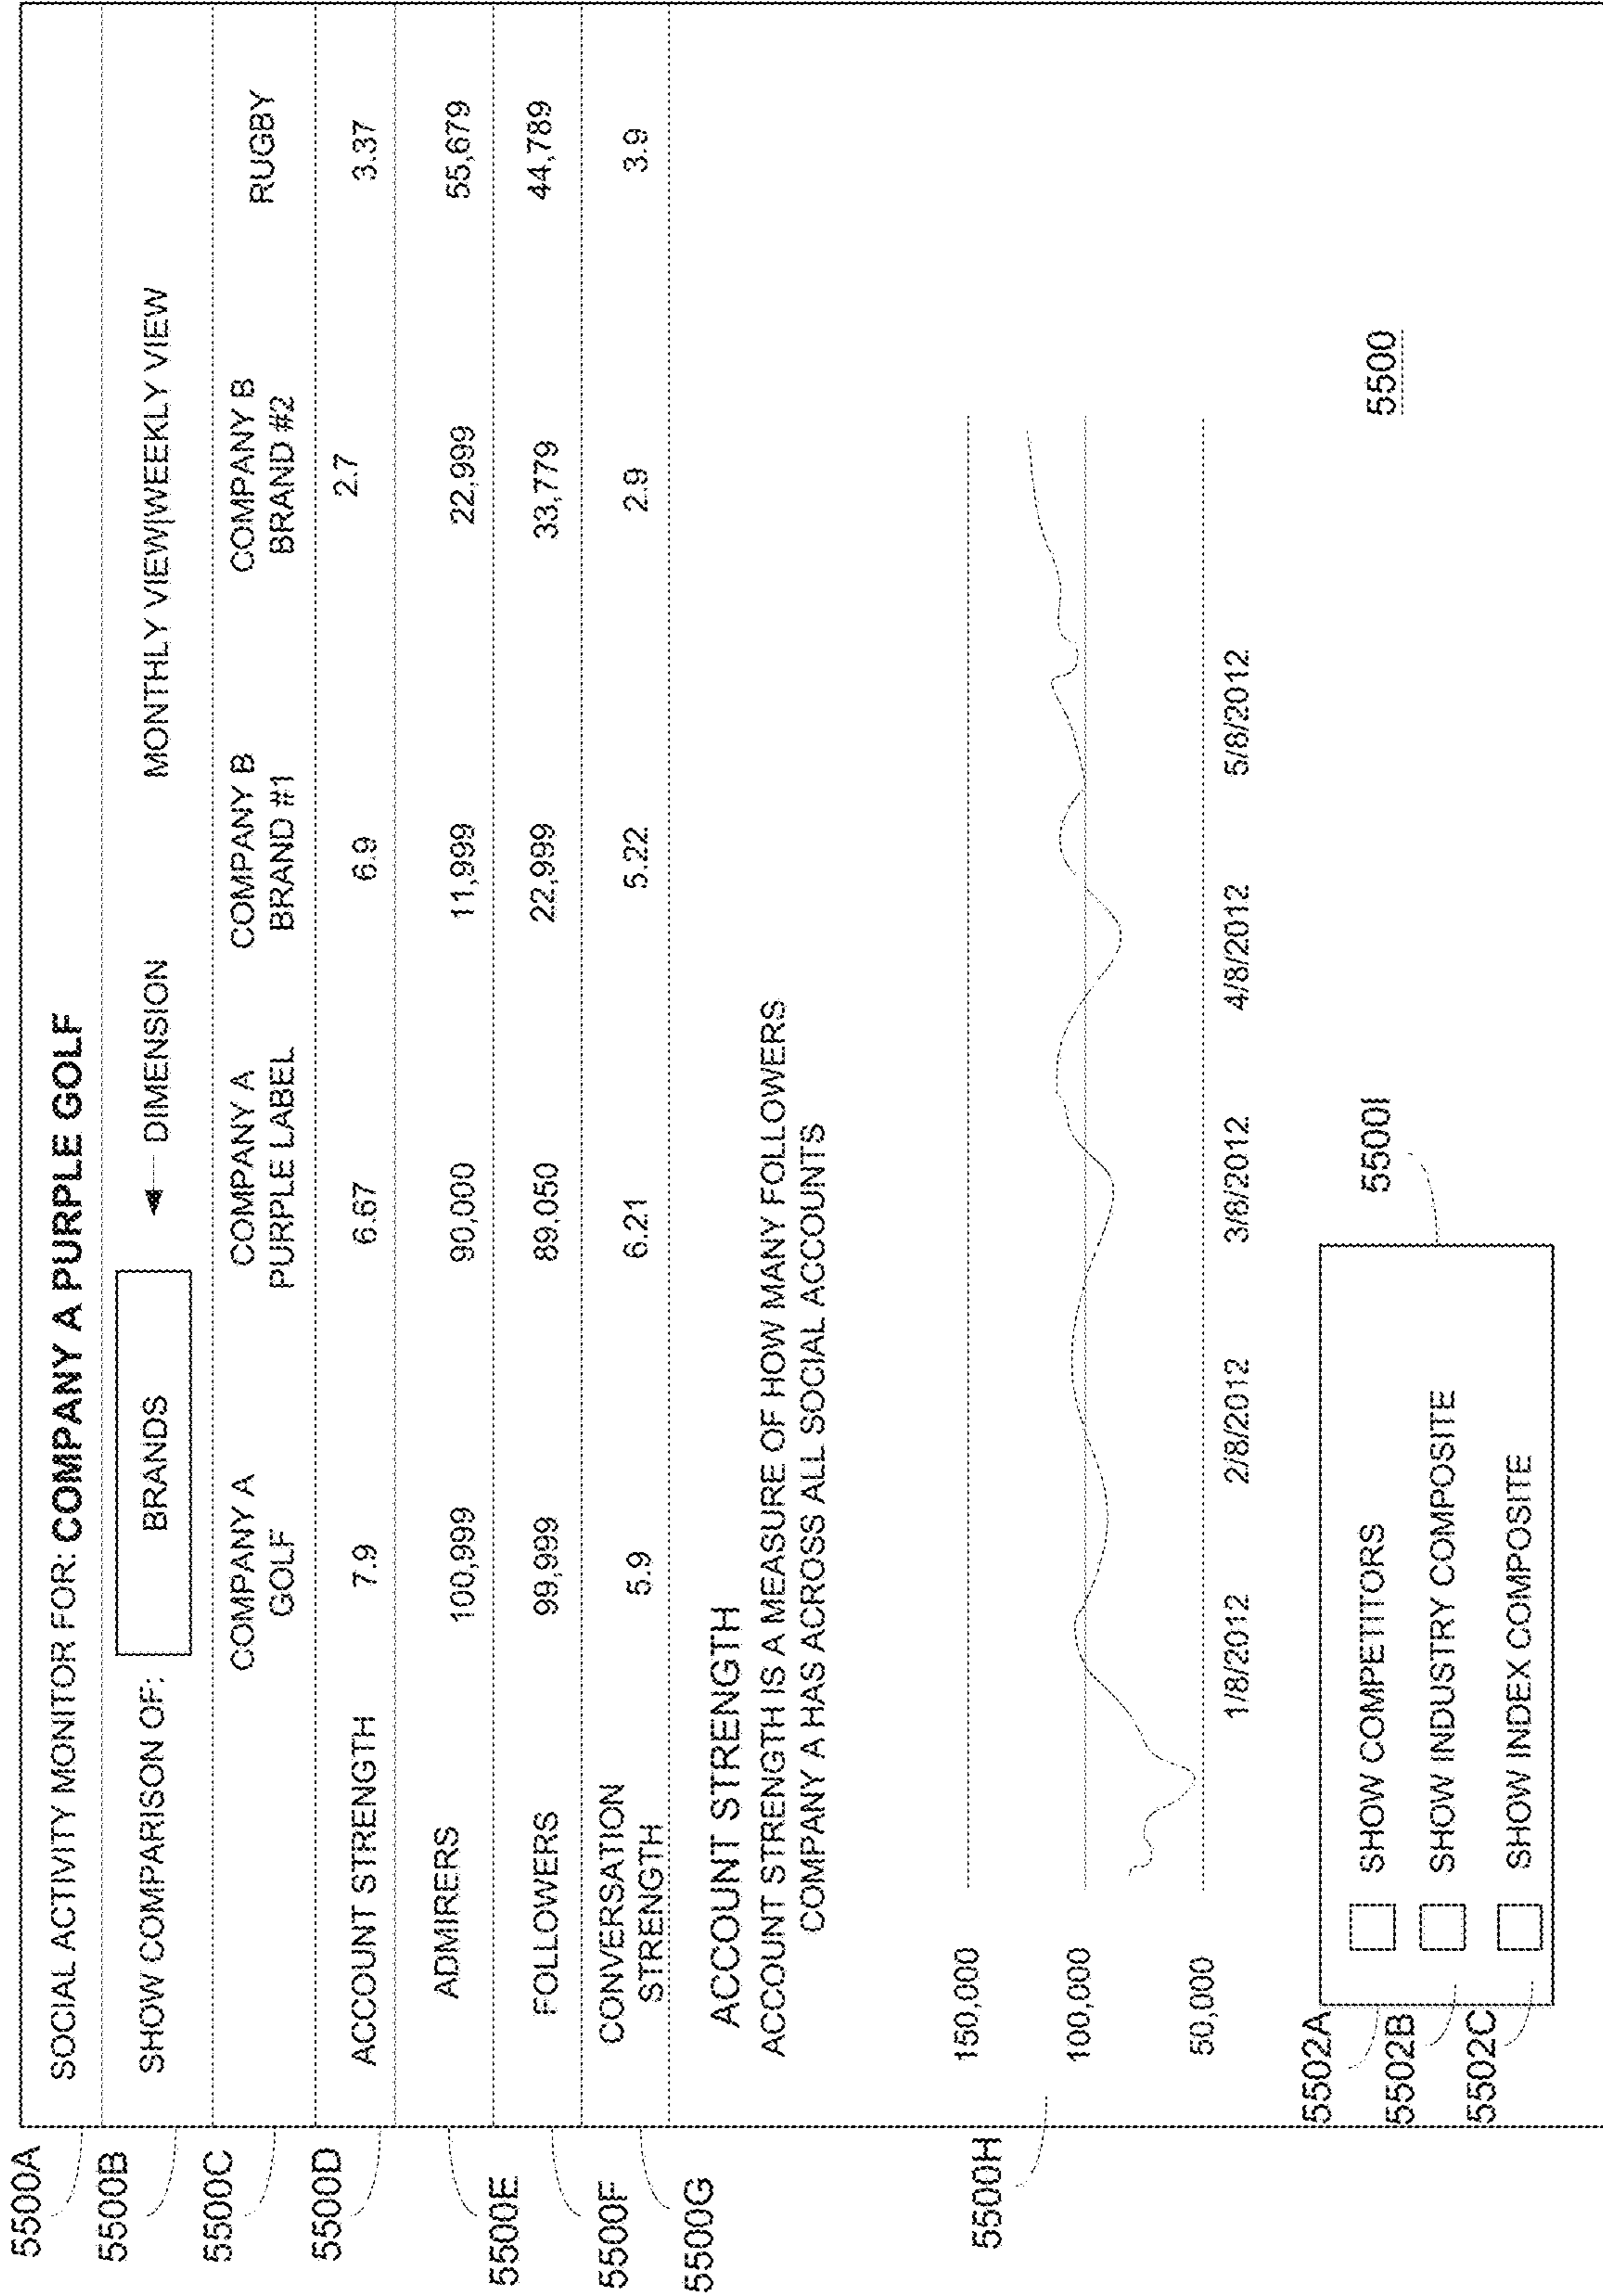 5500A
SOCIAL ACTIVITY MONITOR FOR: COMPANY A PURPLE GOLF
5500B
SHOW COMPARISON OF: BRANDS DIMENSION MONTHLY VIEW|WEEKLY VIEW
5500C
COMPANY A GOLF
COMPANY A PURPLE LABEL
COMPANY B BRAND #1
COMPANY B BRAND #2
RUGBY
5500D
ACCOUNT STRENGTH 7.9 6.67 6.9 2.7 3.37
5500E
ADMIRERS 100,999 90,000 11,999 22,999 55,679
5500F
FOLLOWERS 99,999 89,050 22,999 33,779 44,789
5500G
CONVERSATION STRENGTH 5.9 6.21 5.22 2.9 3.9
ACCOUNT STRENGTH
ACCOUNT STRENGTH IS A MEASURE OF HOW MANY FOLLOWERS
COMPANY A HAS ACROSS ALL SOCIAL ACCOUNTS
5500H
150,000
100,000
50,000
1/8/2012 2/8/2012 3/8/2012 4/8/2012 5/8/2012
5502A
SHOW COMPETITORS
5502B
SHOW INDUSTRY COMPOSITE
5502C
SHOW INDEX COMPOSITE
5500I
5500